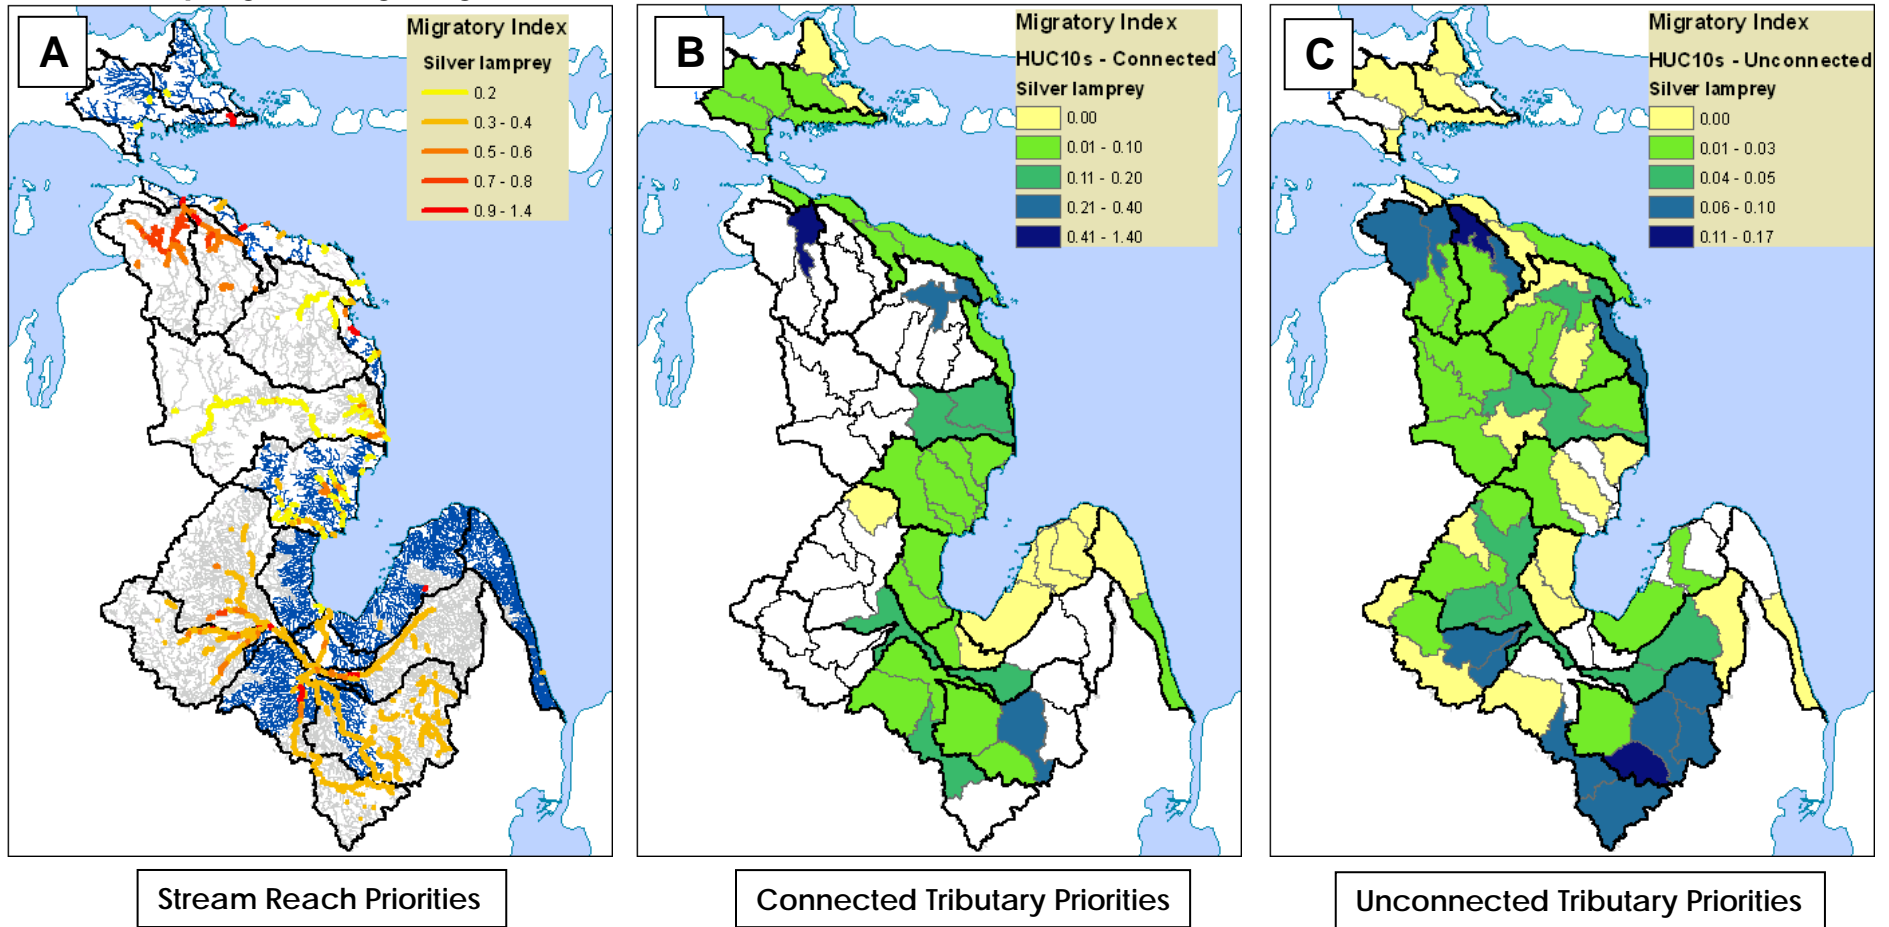 A
Migratory Index
Silver lamprey
0.2
0.3 - 0.4
0.5 - 0.6
0.7 - 0.8
0.9 - 1.4
B
Migratory Index
HUC10s - Connected
Silver lamprey
0.00
0.01 - 0.10
0.11 - 0.20
0.21 - 0.40
0.41 - 1.40
C
Migratory Index
HUC10s - Unconnected
Silver lamprey
0.00
0.01 - 0.03
0.04 - 0.05
0.06 - 0.10
0.11 - 0.17
Stream Reach Priorities
Connected Tributary Priorities
Unconnected Tributary Priorities